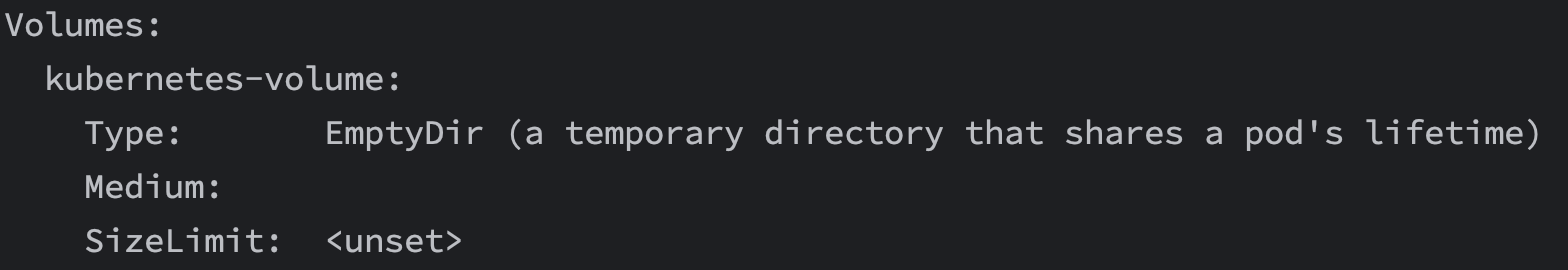 Volumes:
  kubernetes-volume:
    Type:       EmptyDir (a temporary directory that shares a pod's lifetime)
    Medium:
    SizeLimit:  <unset>